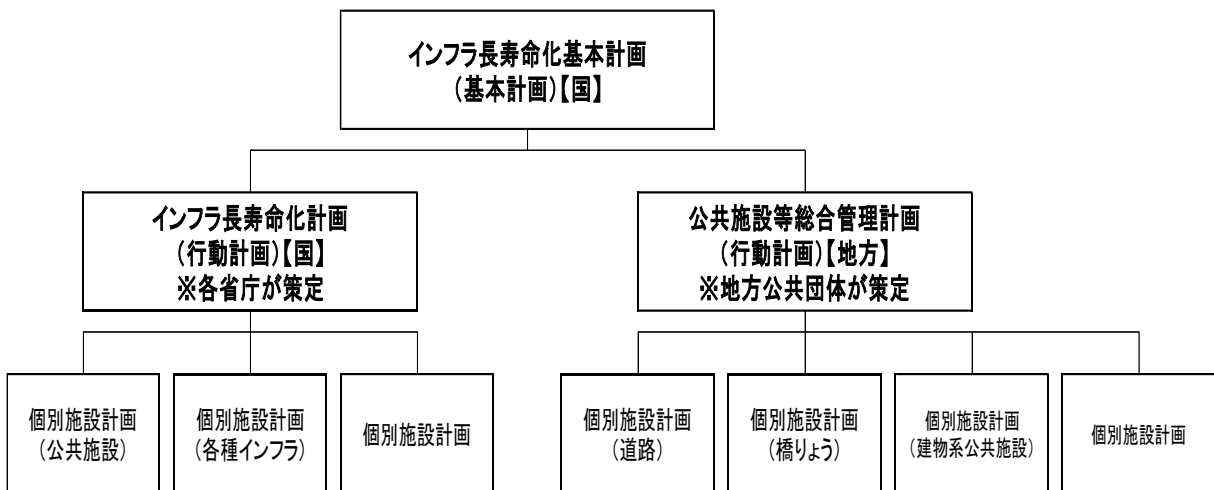 インフラ長寿命化基本計画
（基本計画）【国】
インフラ長寿命化計画
（行動計画）【国】
※各省庁が策定
公共施設等総合管理計画
（行動計画）【地方】
※地方公共団体が策定
個別施設計画
（公共施設）
個別施設計画
（各種インフラ）
個別施設計画
個別施設計画
（道路）
個別施設計画
（橋りょう）
個別施設計画
（建物系公共施設）
個別施設計画